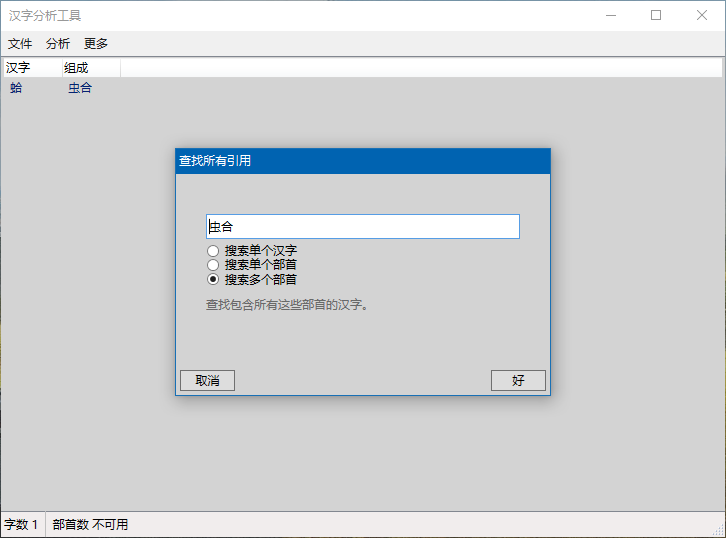 汉字分析工具
文件 分析 更多
汉字 组成
蛤 虫合
查找所有引用
虫合
搜索单个汉字
搜索单个部首
搜索多个部首
查找包含所有这些部首的汉字。
取消 好
字数 1 部首数 不可用